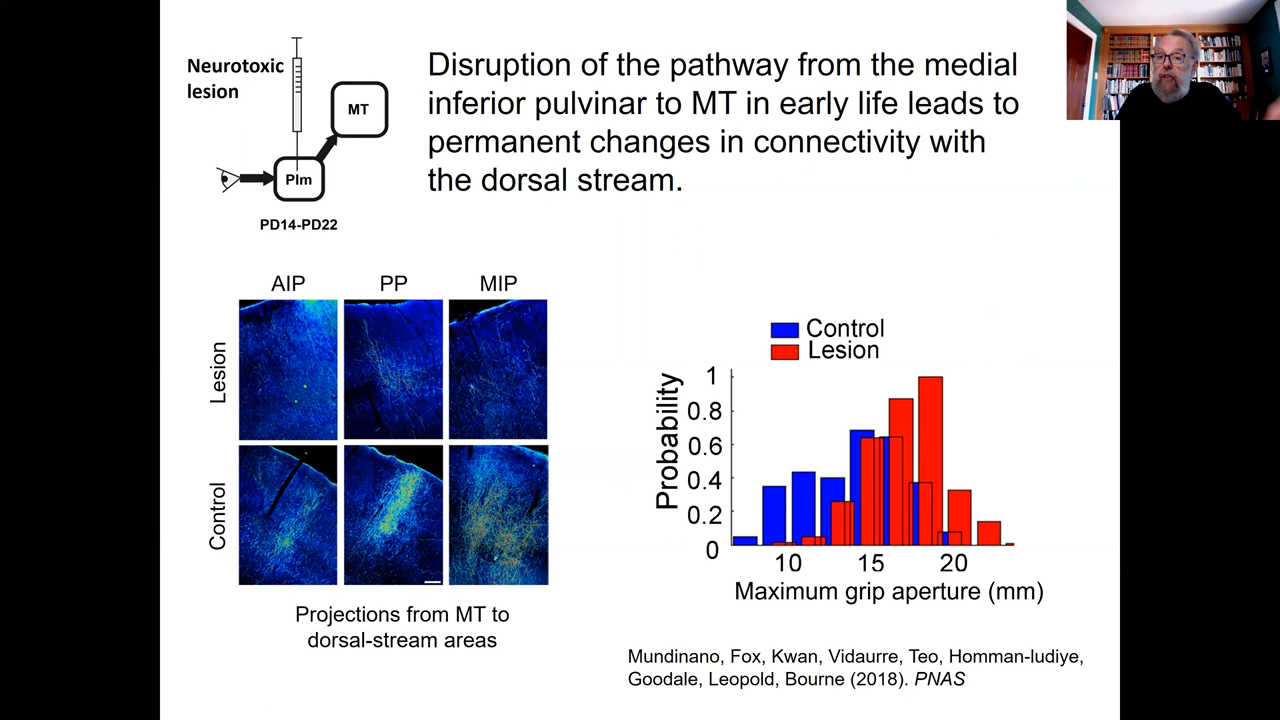 Neurotoxic
lesion
MT
PIm
PD14-PD22
Disruption of the pathway from the medial
inferior pulvinar to MT in early life leads to
permanent changes in connectivity with
the dorsal stream.
AIP
PP
MIP
Lesion
Control
Projections from MT to
dorsal-stream areas
Control
Lesion
Probability
1
0.8
0.6
0.4
0.2
0
10
15
20
Maximum grip aperture (mm)
Mundinano, Fox, Kwan, Vidaurre, Teo, Homman-ludiye,
Goodale, Leopold, Bourne (2018). PNAS